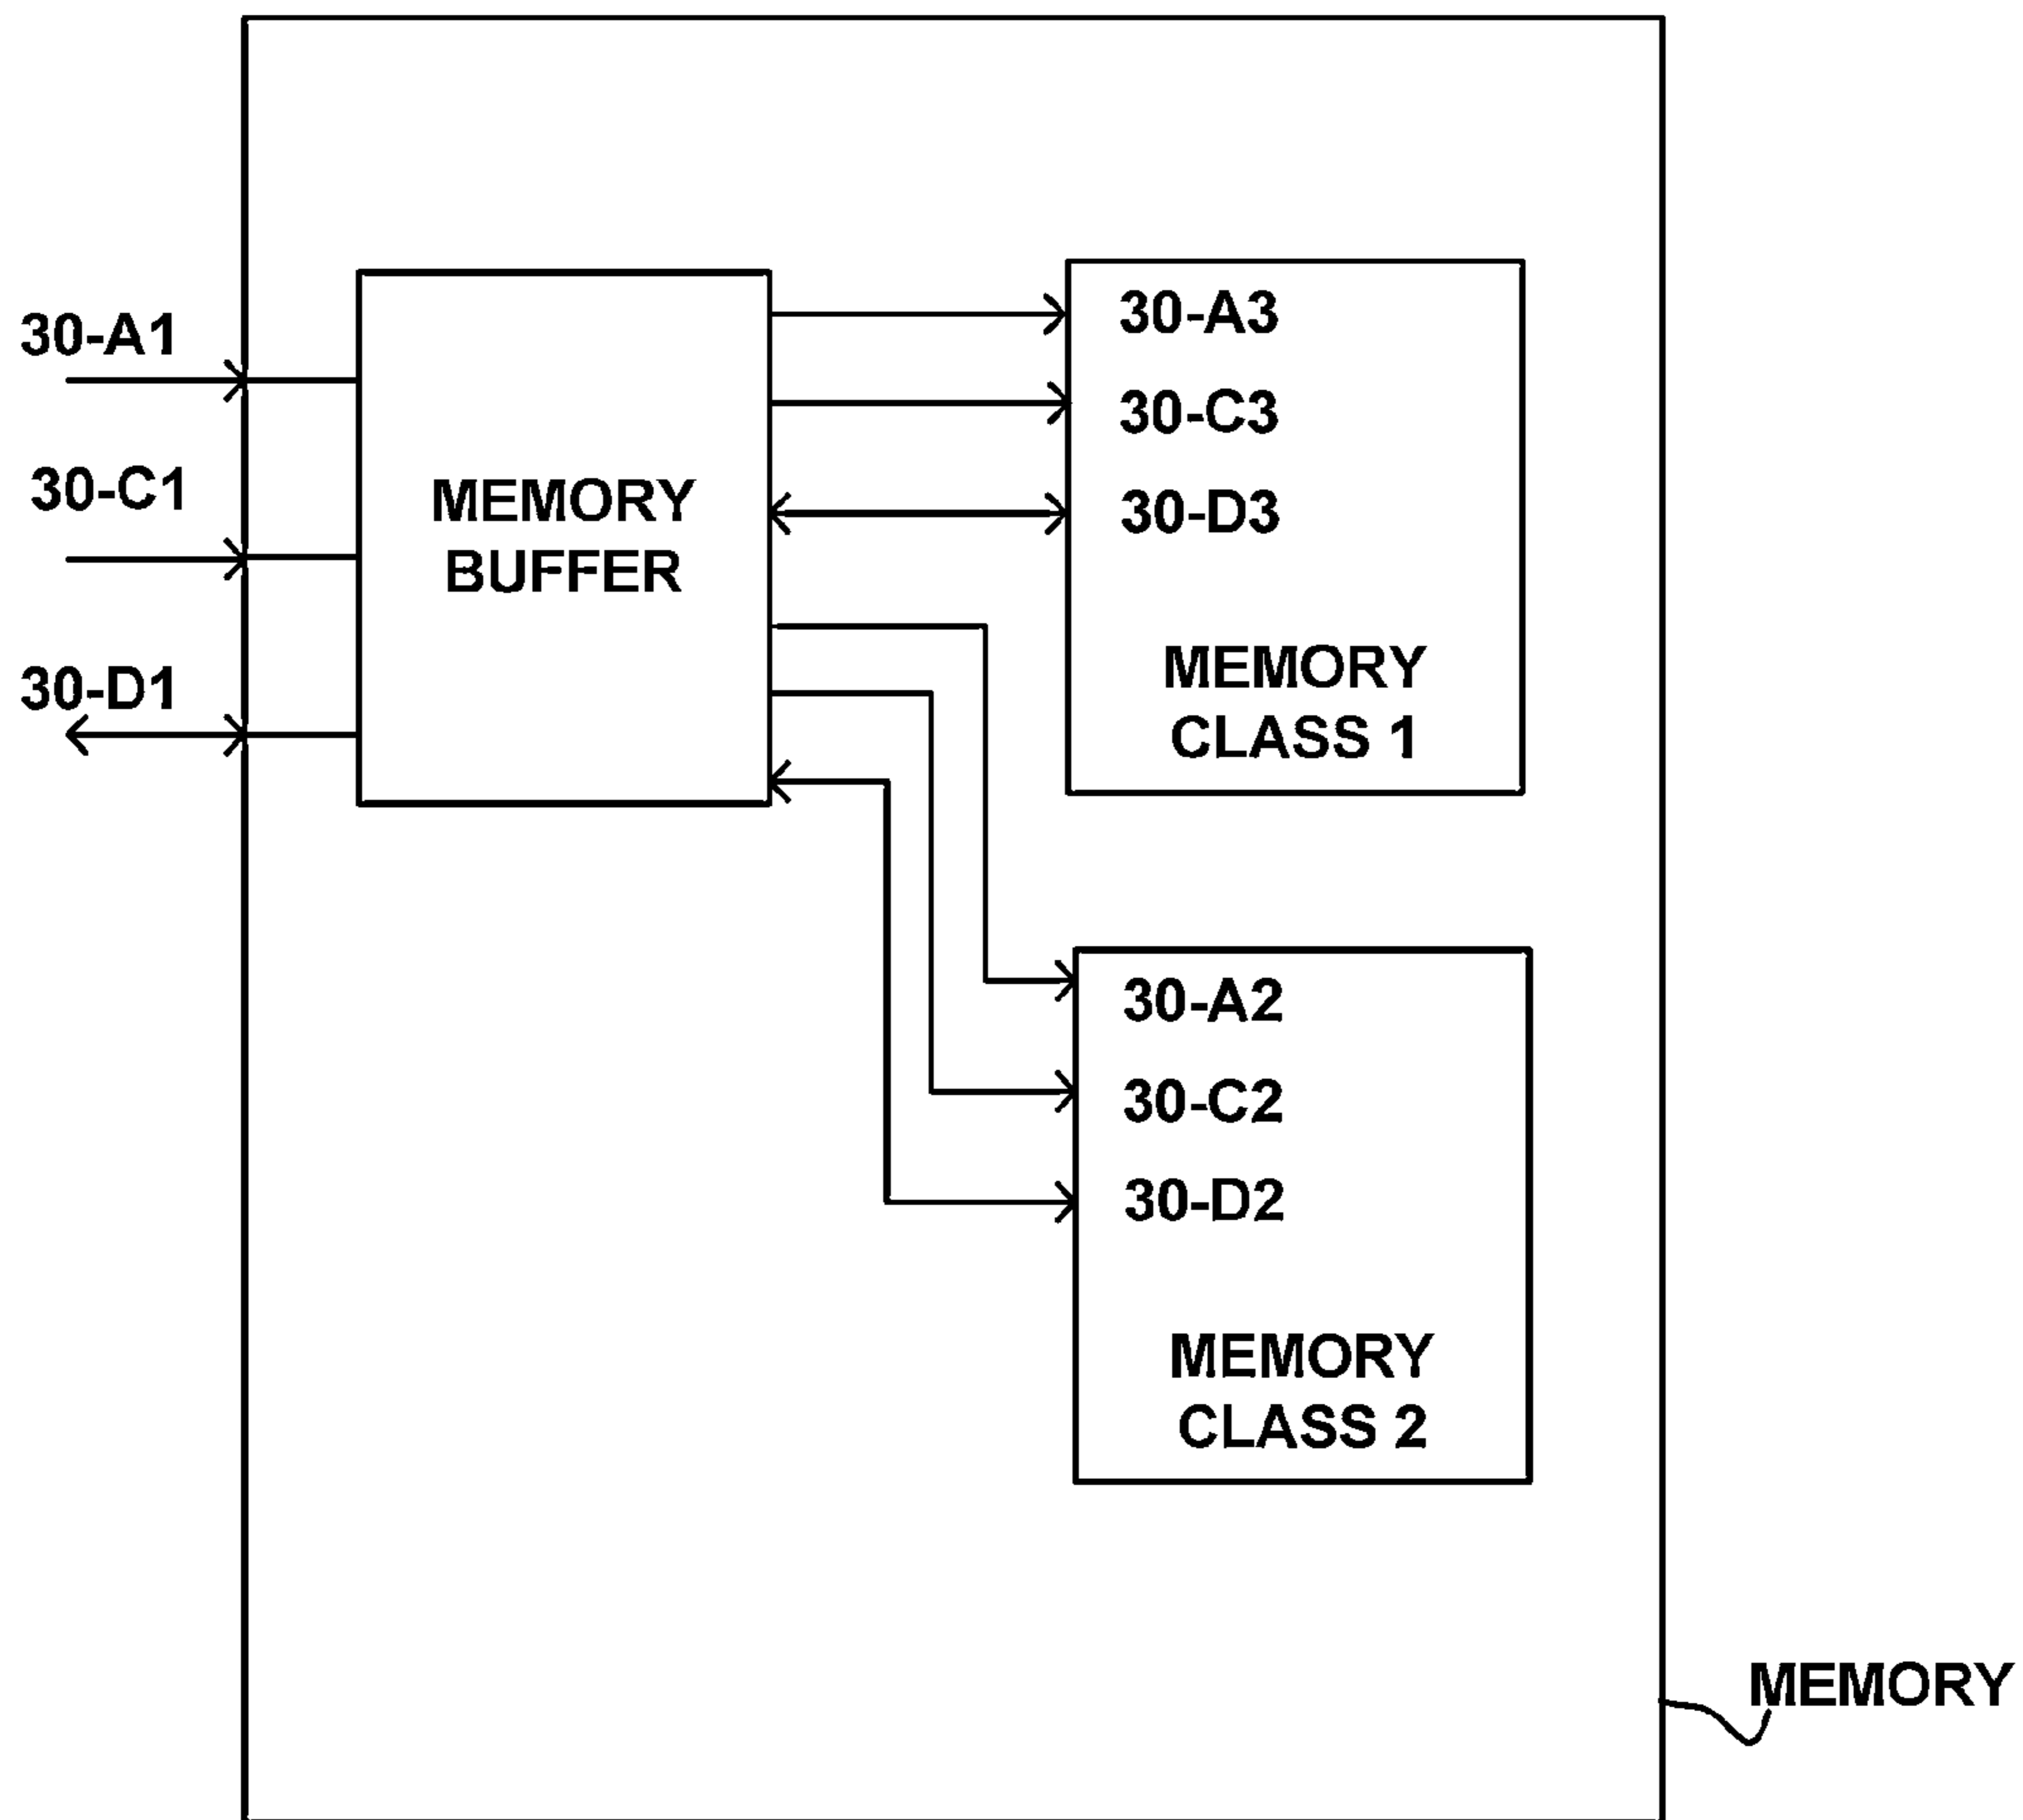 30-A1
30-C1
30-D1
MEMORY
BUFFER
30-A3
30-C3
30-D3
MEMORY
CLASS 1
30-A2
30-C2
30-D2
MEMORY
CLASS 2
MEMORY